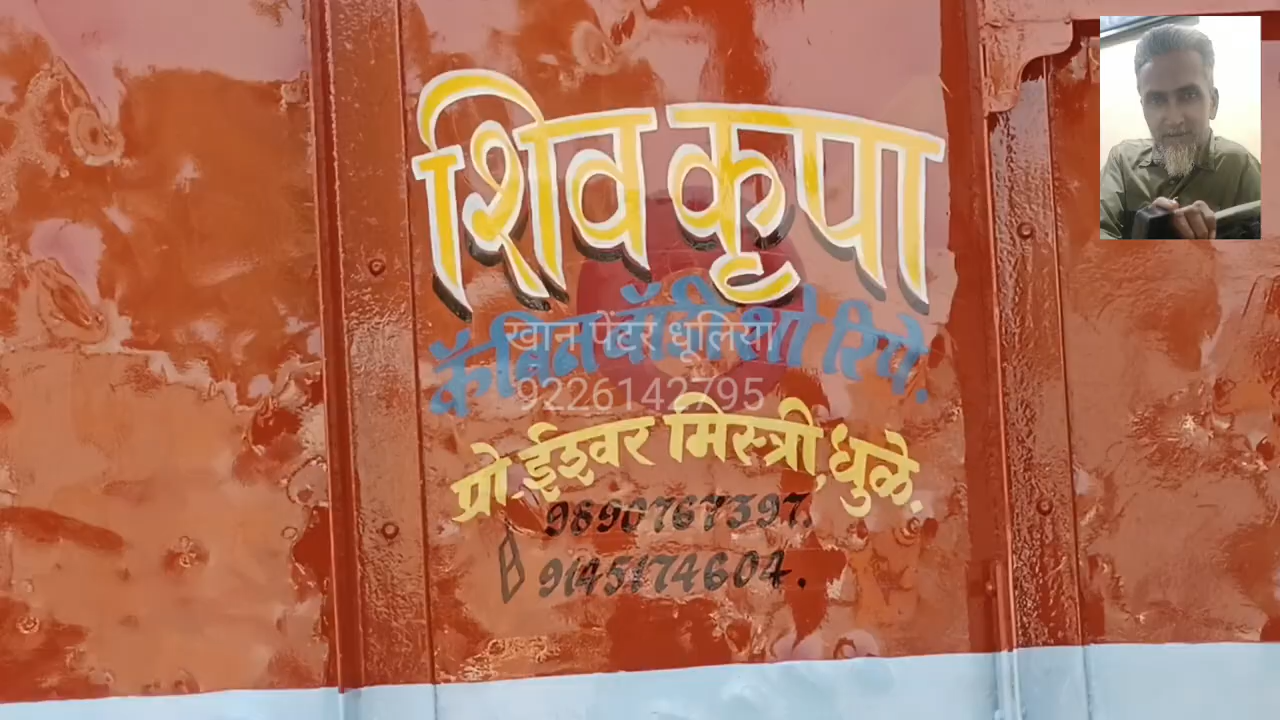 शिव कृपा
कॅबिन बॉडी शो रिपे.
खान पेंटर धूलिया
9226142795
प्रो. ईश्वर मिस्त्री, धुळे.
9890767397.
9145174604.